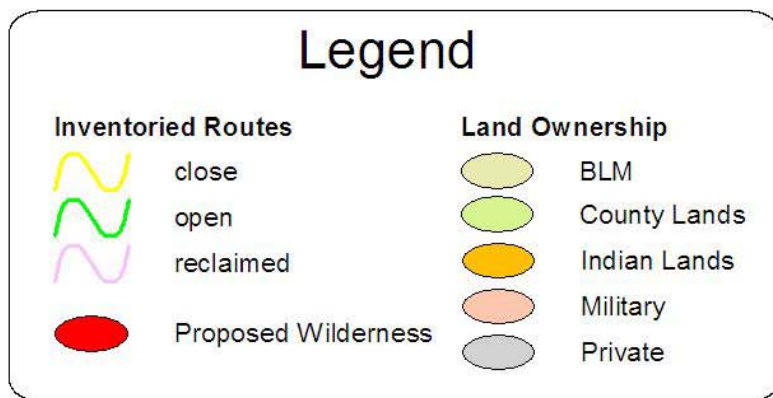 Legend
Inventoried Routes
close
open
reclaimed
Proposed Wilderness
Land Ownership
BLM
County Lands
Indian Lands
Military
Private